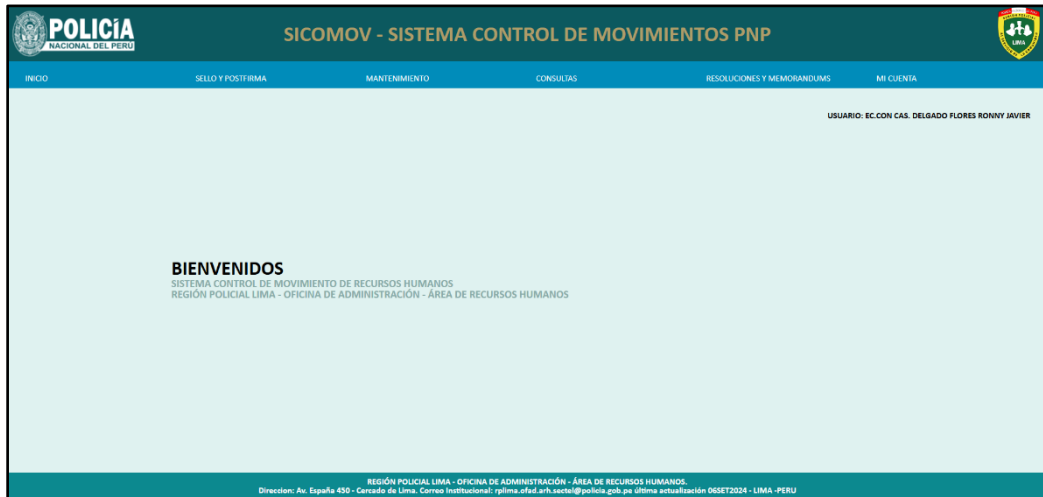 POLICÍA
NACIONAL DEL PERÚ
SICOMOV - SISTEMA CONTROL DE MOVIMIENTOS PNP
LIMA
INICIO SELLO Y POSTFIRMA MANTENIMIENTO CONSULTAS RESOLUCIONES Y MEMORANDUMS MI CUENTA
USUARIO: EC.CON CAS. DELGADO FLORES RONNY JAVIER
BIENVENIDOS
SISTEMA CONTROL DE MOVIMIENTO DE RECURSOS HUMANOS
REGIÓN POLICIAL LIMA - OFICINA DE ADMINISTRACIÓN - ÁREA DE RECURSOS HUMANOS
REGIÓN POLICIAL LIMA - OFICINA DE ADMINISTRACIÓN - ÁREA DE RECURSOS HUMANOS.
Direccion: Av. España 450 - Cercado de Lima. Correo Institucional: rplima.ofad.arh.sectel@policia.gob.pe última actualización 06SET2024 - LIMA -PERU